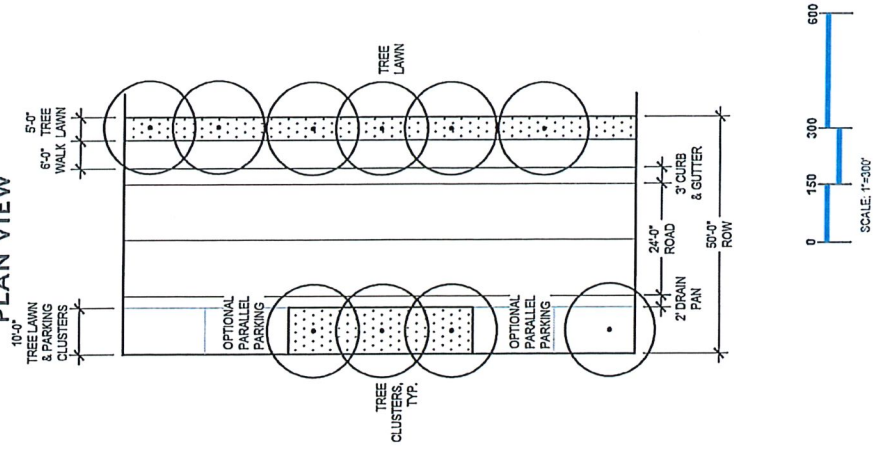 PLAN VIEW
10'-0"
TREE LAWN
& PARKING
CLUSTERS
6'-0"
WALK
5'-0"
TREE
LAWN
OPTIONAL
PARALLEL
PARKING
OPTIONAL
PARALLEL
PARKING
TREE
CLUSTERS,
TYP.
TREE
LAWN
2' DRAIN
PAN
24'-0"
ROAD
3' CURB
& GUTTER
50'-0"
ROW
0
150
300
600
SCALE: 1"=300'